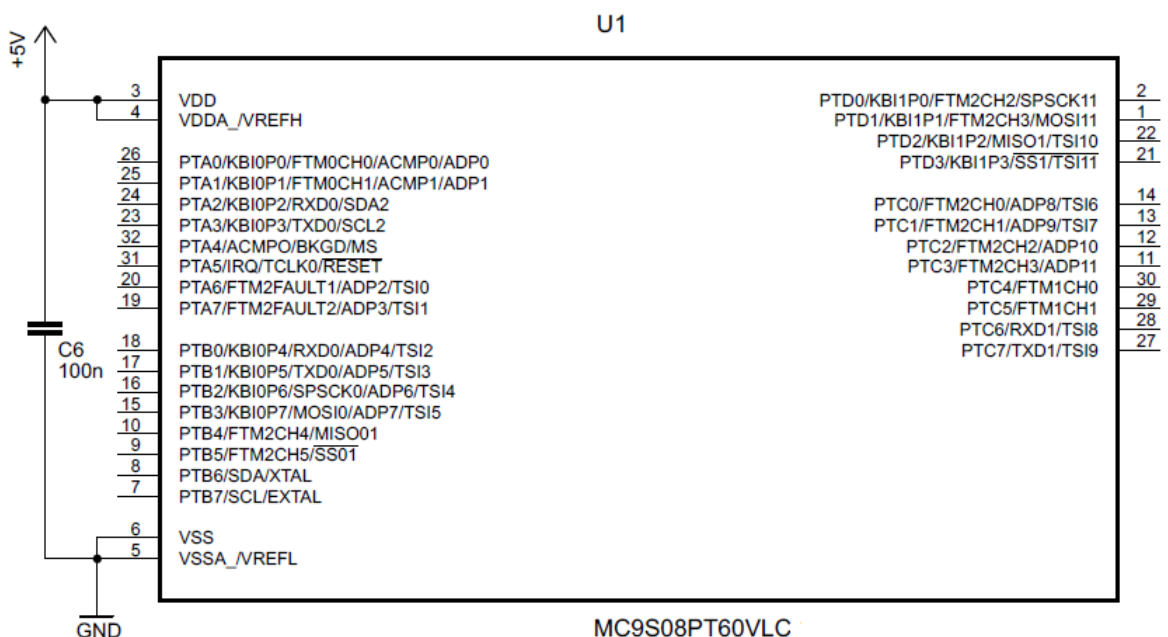 U1
+5V
3 VDD
4 VDDA_/VREFH
26 PTA0/KBI0P0/FTM0CH0/ACMP0/ADP0
25 PTA1/KBI0P1/FTM0CH1/ACMP1/ADP1
24 PTA2/KBI0P2/RXD0/SDA2
23 PTA3/KBI0P3/TXD0/SCL2
32 PTA4/ACMPO/BKGD/MS
31 PTA5/IRQ/TCLK0/RESET
20 PTA6/FTM2FAULT1/ADP2/TSI0
19 PTA7/FTM2FAULT2/ADP3/TSI1
18 PTB0/KBI0P4/RXD0/ADP4/TSI2
17 PTB1/KBI0P5/TXD0/ADP5/TSI3
16 PTB2/KBI0P6/SPSCK0/ADP6/TSI4
15 PTB3/KBI0P7/MOSI0/ADP7/TSI5
10 PTB4/FTM2CH4/MISO01
9 PTB5/FTM2CH5/SS01
8 PTB6/SDA/XTAL
7 PTB7/SCL/EXTAL
6 VSS
5 VSSA_/VREFL
C6
100n
GND
PTD0/KBI1P0/FTM2CH2/SPSCK11 2
PTD1/KBI1P1/FTM2CH3/MOSI11 1
PTD2/KBI1P2/MISO1/TSI10 22
PTD3/KBI1P3/SS1/TSI11 21
PTC0/FTM2CH0/ADP8/TSI6 14
PTC1/FTM2CH1/ADP9/TSI7 13
PTC2/FTM2CH2/ADP10 12
PTC3/FTM2CH3/ADP11 11
PTC4/FTM1CH0 30
PTC5/FTM1CH1 29
PTC6/RXD1/TSI8 28
PTC7/TXD1/TSI9 27
MC9S08PT60VLC